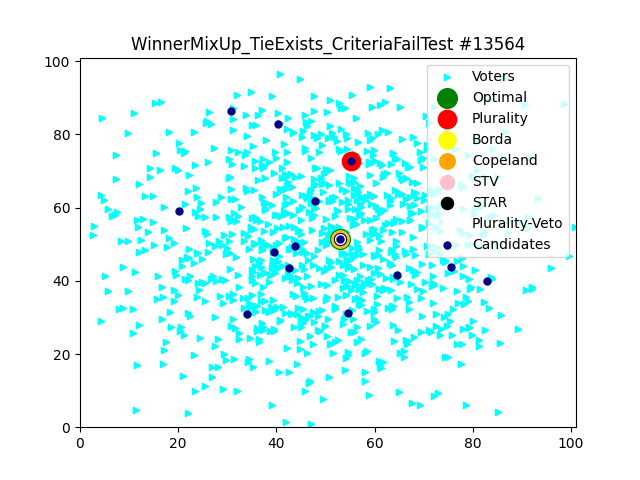 WinnerMixUp_TieExists_CriteriaFailTest #13564
100
80
60
40
20
0
0
20
40
60
80
100
Voters
Optimal
Plurality
Borda
Copeland
STV
STAR
Plurality-Veto
Candidates